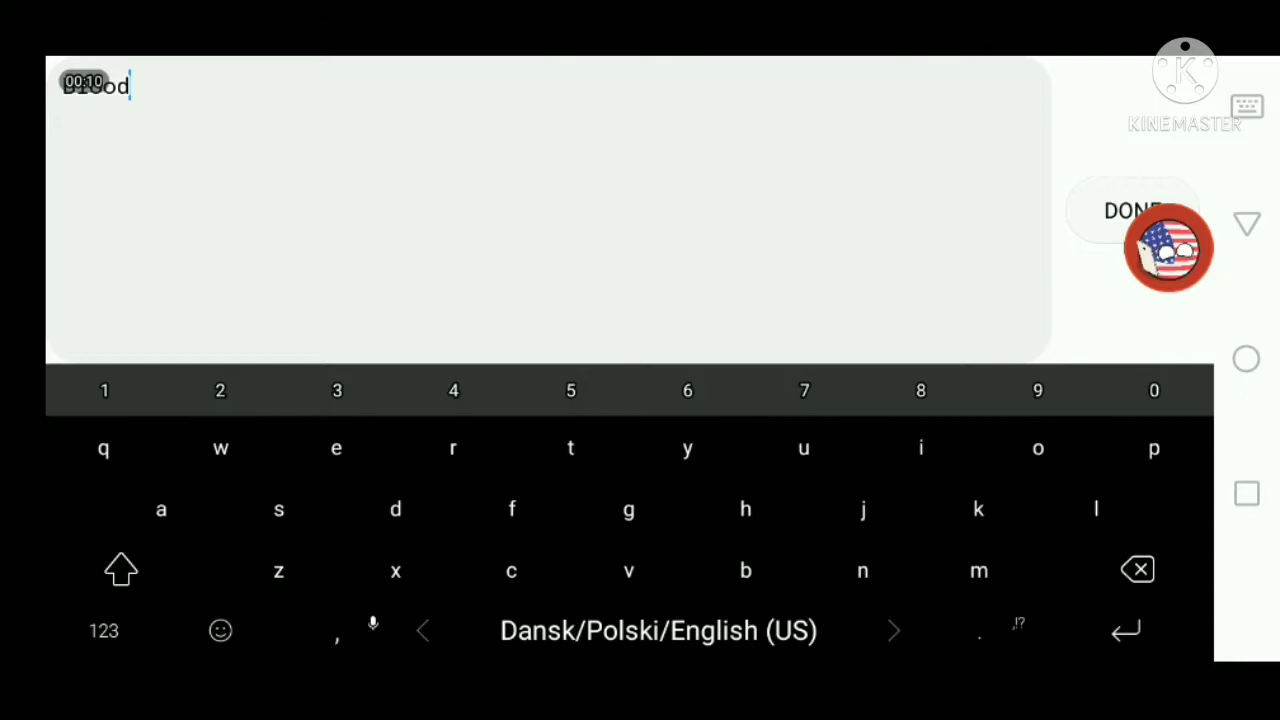 00:10
KINEMASTER
DONE
1 2 3 4 5 6 7 8 9 0
q w e r t y u i o p
a s d f g h j k l
z x c v b n m
123 , Dansk/Polski/English (US) . ,!?